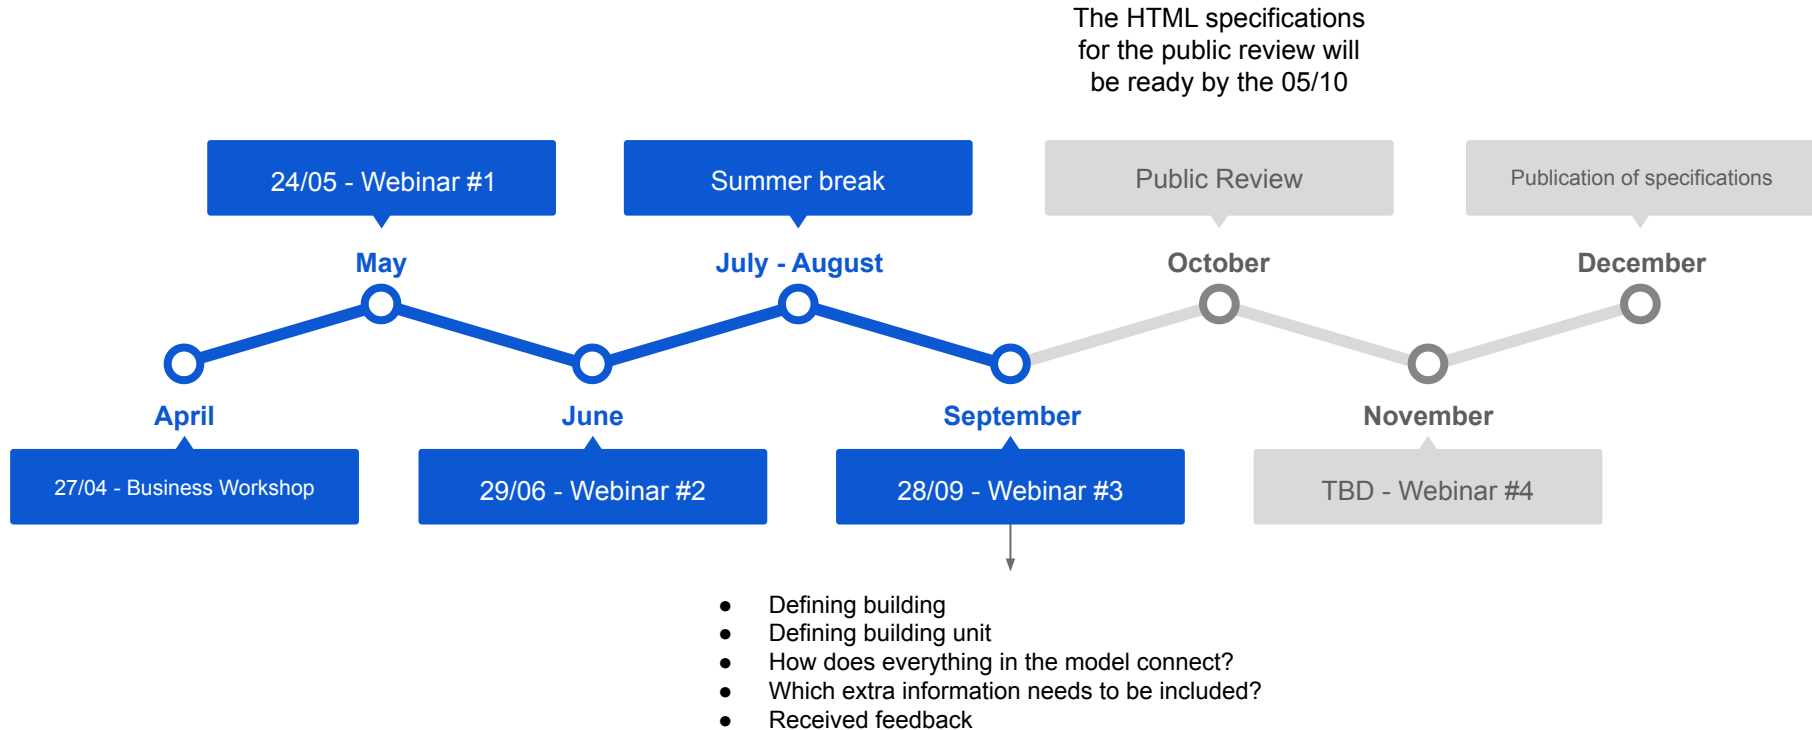 The HTML specifications
for the public review will
be ready by the 05/10
24/05 - Webinar #1
Summer break
Public Review
Publication of specifications
May
July - August
October
December
April
June
September
November
27/04 - Business Workshop
29/06 - Webinar #2
28/09 - Webinar #3
TBD - Webinar #4
● Defining building
● Defining building unit
● How does everything in the model connect?
● Which extra information needs to be included?
● Received feedback